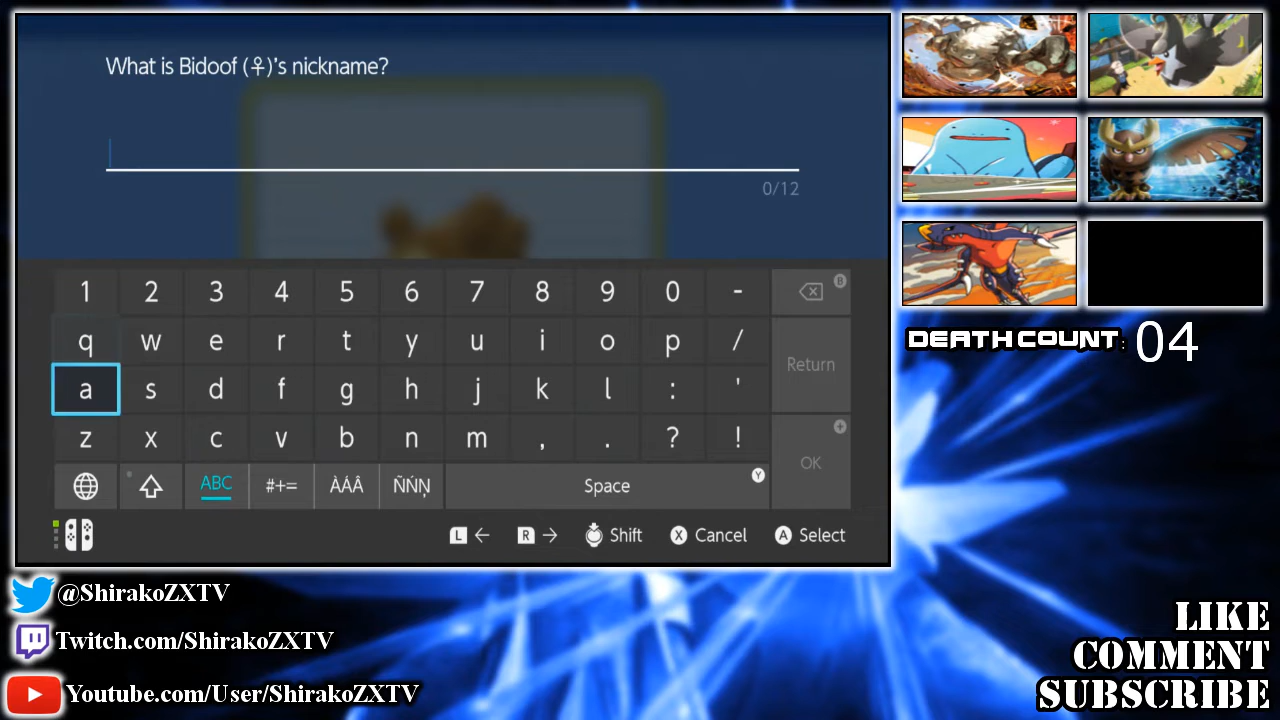 What is Bidoof (♀)'s nickname?
0/12
1 2 3 4 5 6 7 8 9 0 -
q w e r t y u i o p /
Return
a s d f g h j k l : '
z x c v b n m , . ? !
OK
ABC #+= ÀÁÂ ÑŃŅ Space
L ← R → Shift X Cancel A Select
DEATH COUNT: 04
@ShirakoZXTV
Twitch.com/ShirakoZXTV
Youtube.com/User/ShirakoZXTV
LIKE
COMMENT
SUBSCRIBE